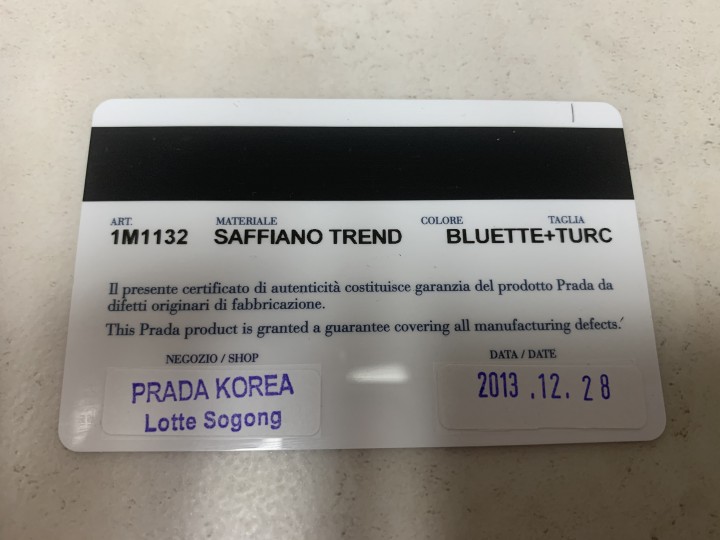 ART. MATERIALE COLORE TAGLIA
1M1132 SAFFIANO TREND BLUETTE+TURC
Il presente certificato di autenticità costituisce garanzia del prodotto Prada da
difetti originari di fabbricazione.
This Prada product is granted a guarantee covering all manufacturing defects.
NEGOZIO / SHOP DATA / DATE
PRADA KOREA 2013 .12. 28
Lotte Sogong